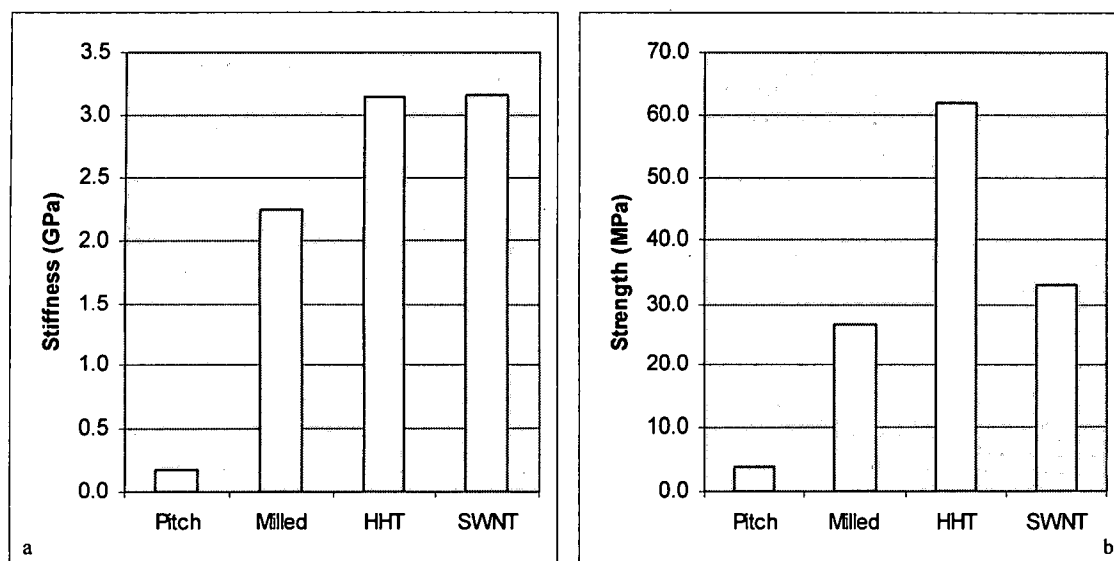 3.5
3.0
2.5
2.0
1.5
1.0
0.5
0.0
Stiffness (GPa)
Pitch Milled HHT SWNT
a
70.0
60.0
50.0
40.0
30.0
20.0
10.0
0.0
Strength (MPa)
Pitch Milled HHT SWNT
b